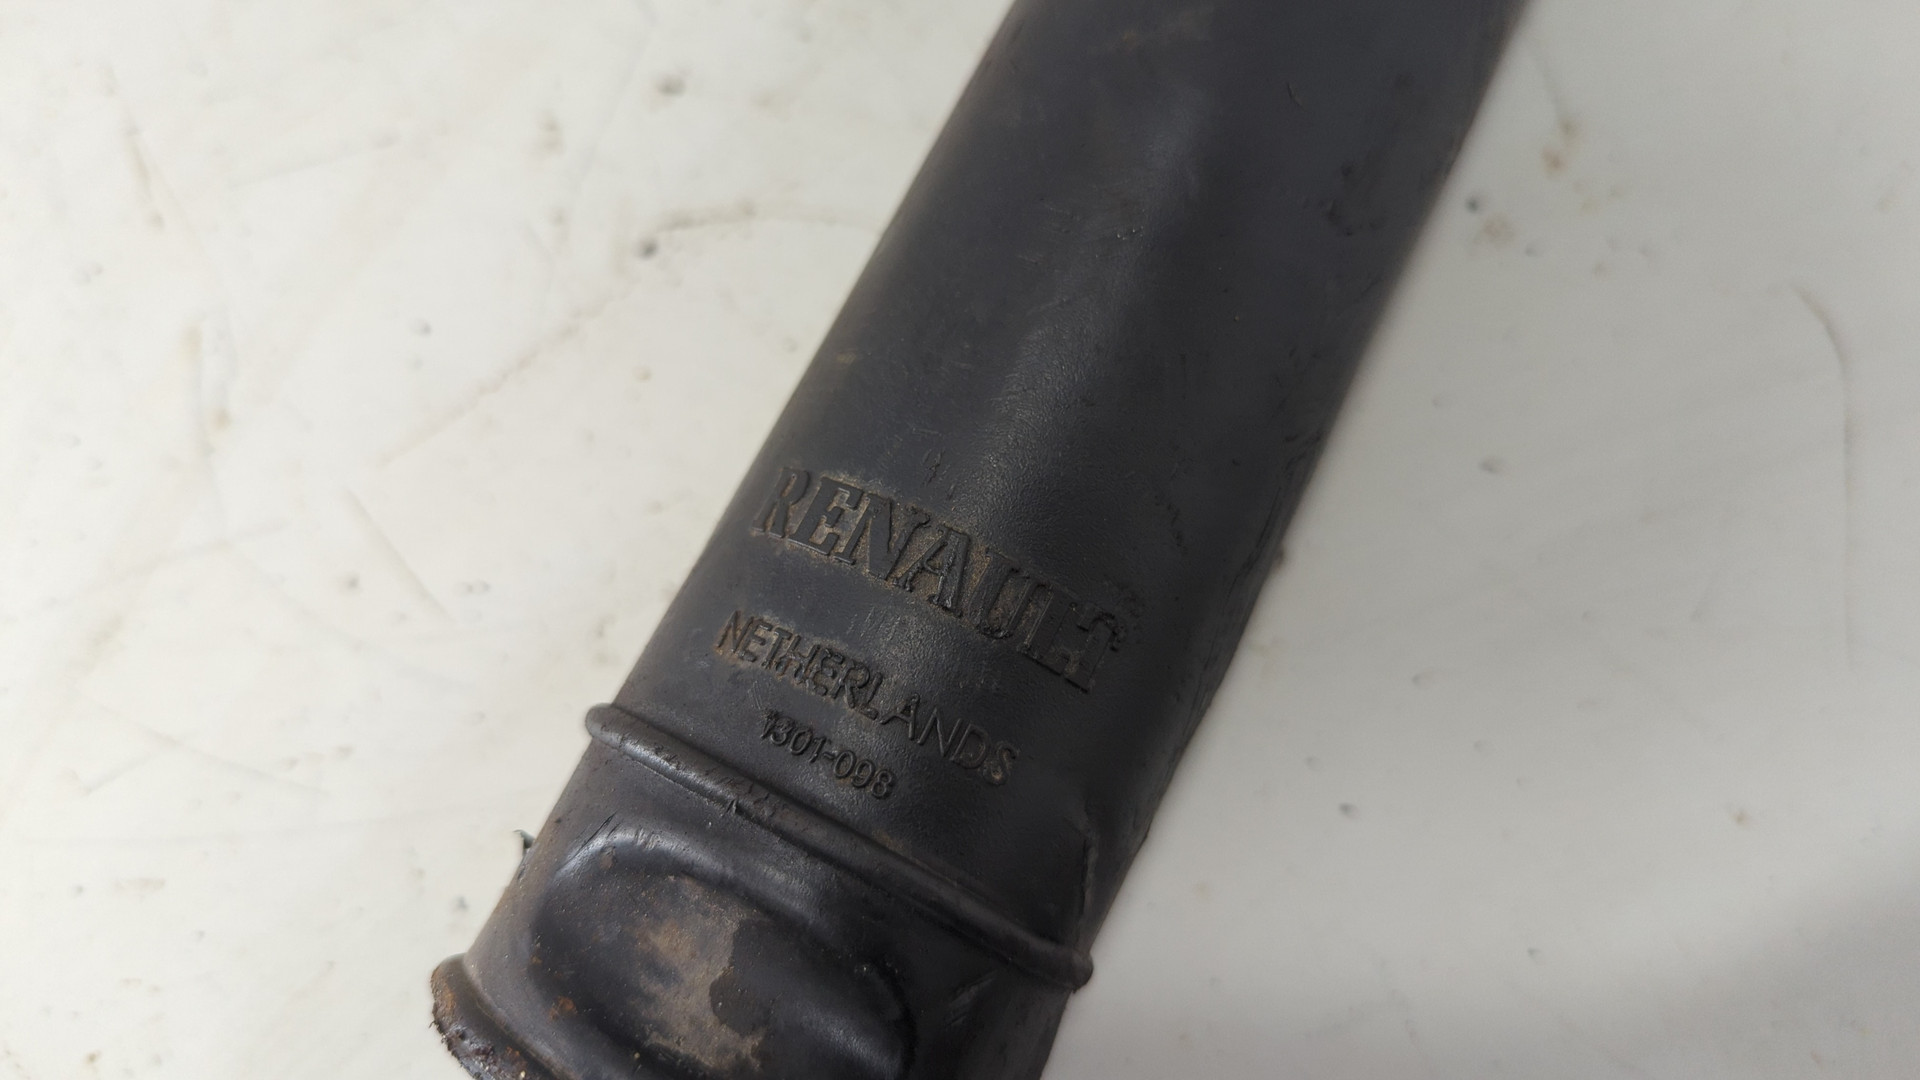 RENAULT
NETHERLANDS
1301-098